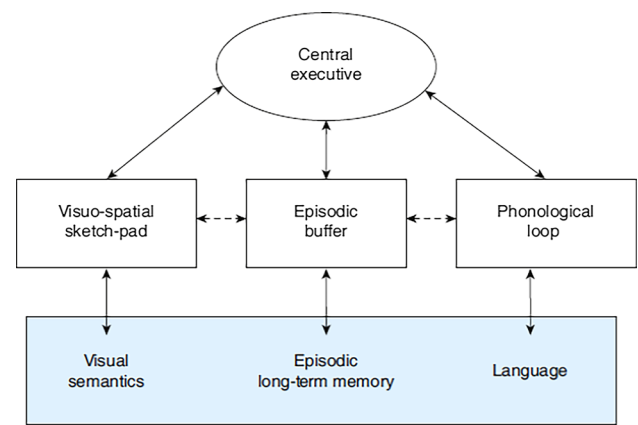 Central
executive
Visuo-spatial
sketch-pad
Episodic
buffer
Phonological
loop
Visual
semantics
Episodic
long-term memory
Language